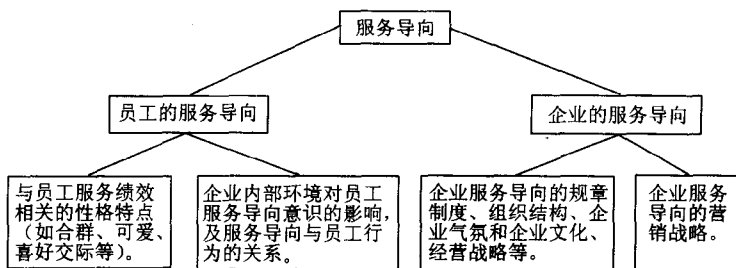 服务导向
员工的服务导向
企业的服务导向
与员工服务绩效
相关的性格特点
（如合群、可爱、
喜好交际等）。
企业内部环境对员工
服务导向意识的影响，
及服务导向与员工行
为的关系。
企业服务导向的规章
制度、组织结构、企
业气氛和企业文化、
经营战略等。
企业服务
导向的营
销战略。